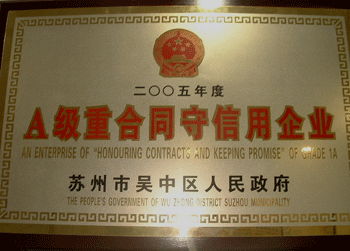 二〇〇五年度
A级重合同守信用企业
AN ENTERPRISE OF "HONOURING CONTRACTS AND KEEPING PROMISE" OF GRADE 1A
苏州市吴中区人民政府
THE PEOPLE'S GOVERNMENT OF WU ZHONG DISTRICT SUZHOU MUNICIPALITY